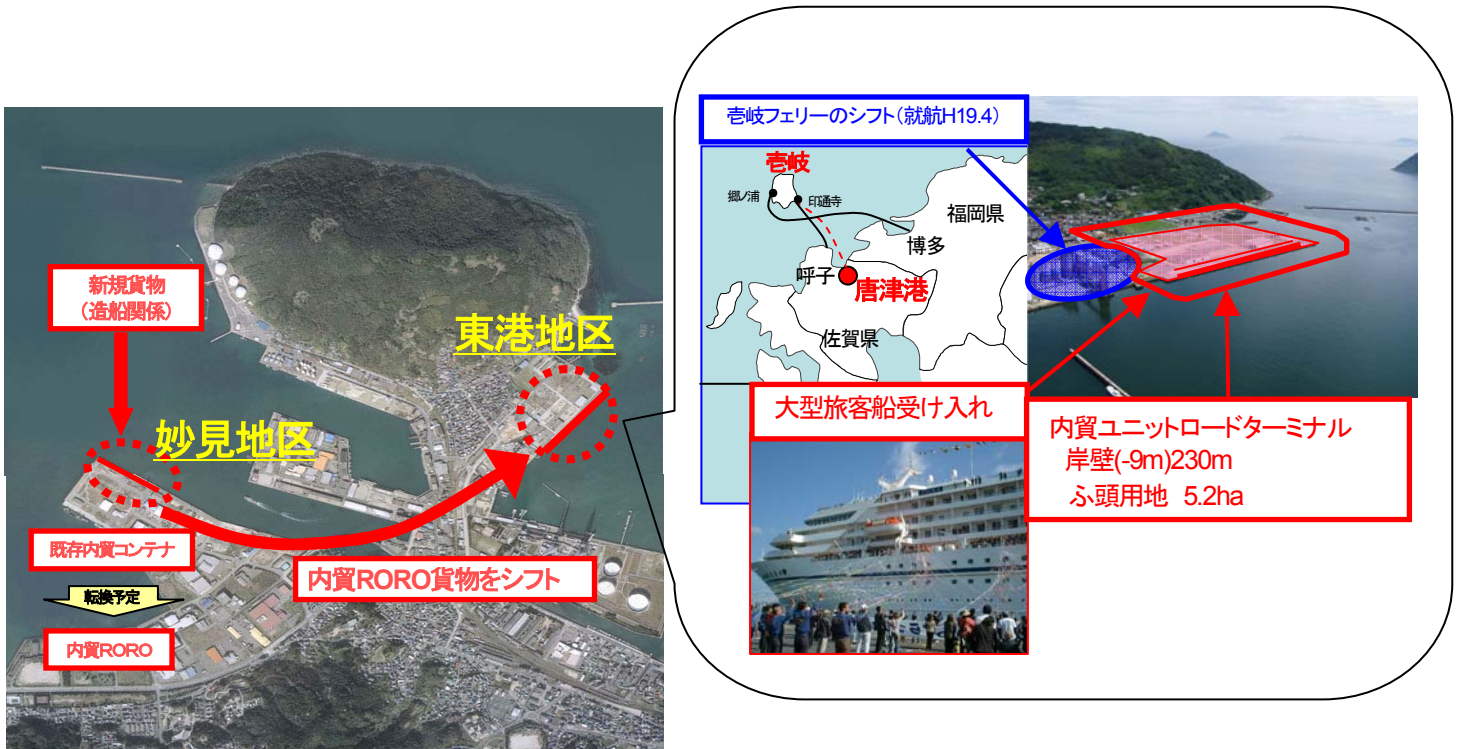 新規貨物
(造船関係)
東港地区
妙見地区
既存内貿コンテナ
転換予定
内貿RORO
内貿RORO貨物をシフト
壱岐フェリーのシフト(就航H19.4)
壱岐
郷ノ浦
印通寺
福岡県
博多
呼子
唐津港
佐賀県
大型旅客船受け入れ
内貿ユニットロードターミナル
岸壁(-9m)230m
ふ頭用地 5.2ha